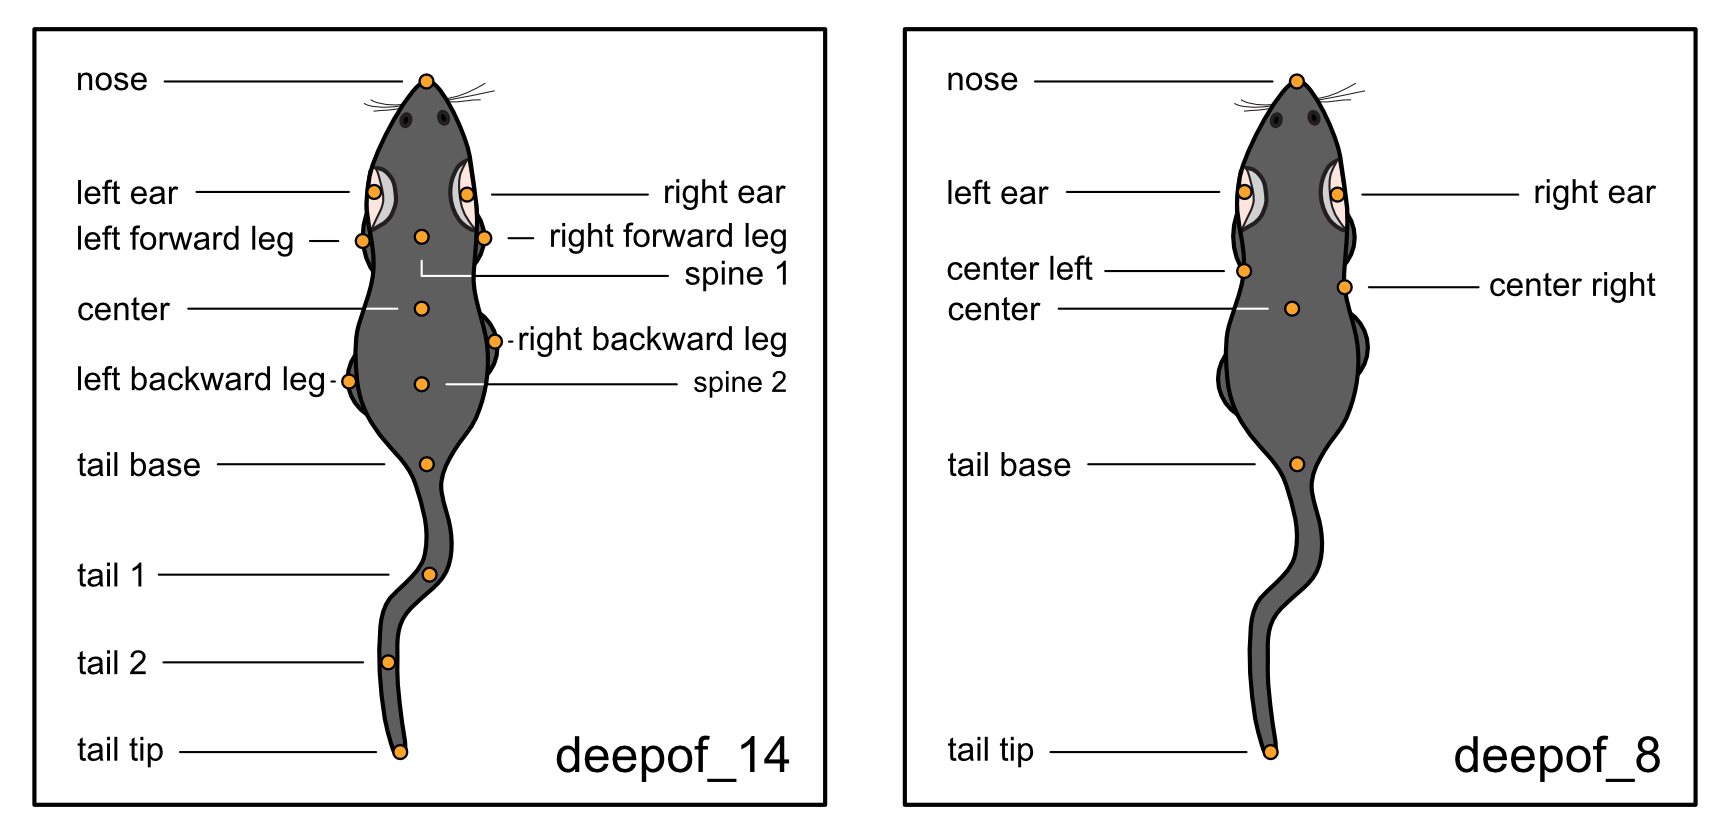 nose
left ear
right ear
left forward leg
right forward leg
spine 1
center
right backward leg
left backward leg
spine 2
tail base
tail 1
tail 2
tail tip
deepof_14
nose
left ear
right ear
center left
center right
center
tail base
tail tip
deepof_8